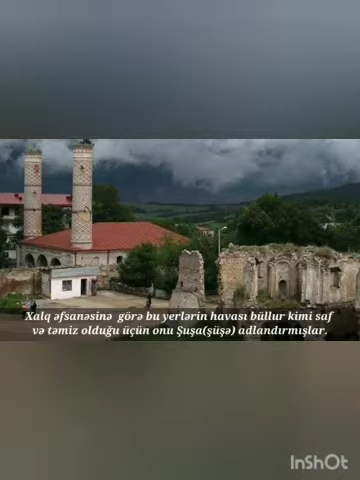 Xalq əfsanəsinə görə bu yerlərin havası büllur kimi saf
və təmiz olduğu üçün onu Şuşa(şüşə) adlandırmışlar.
InShOt